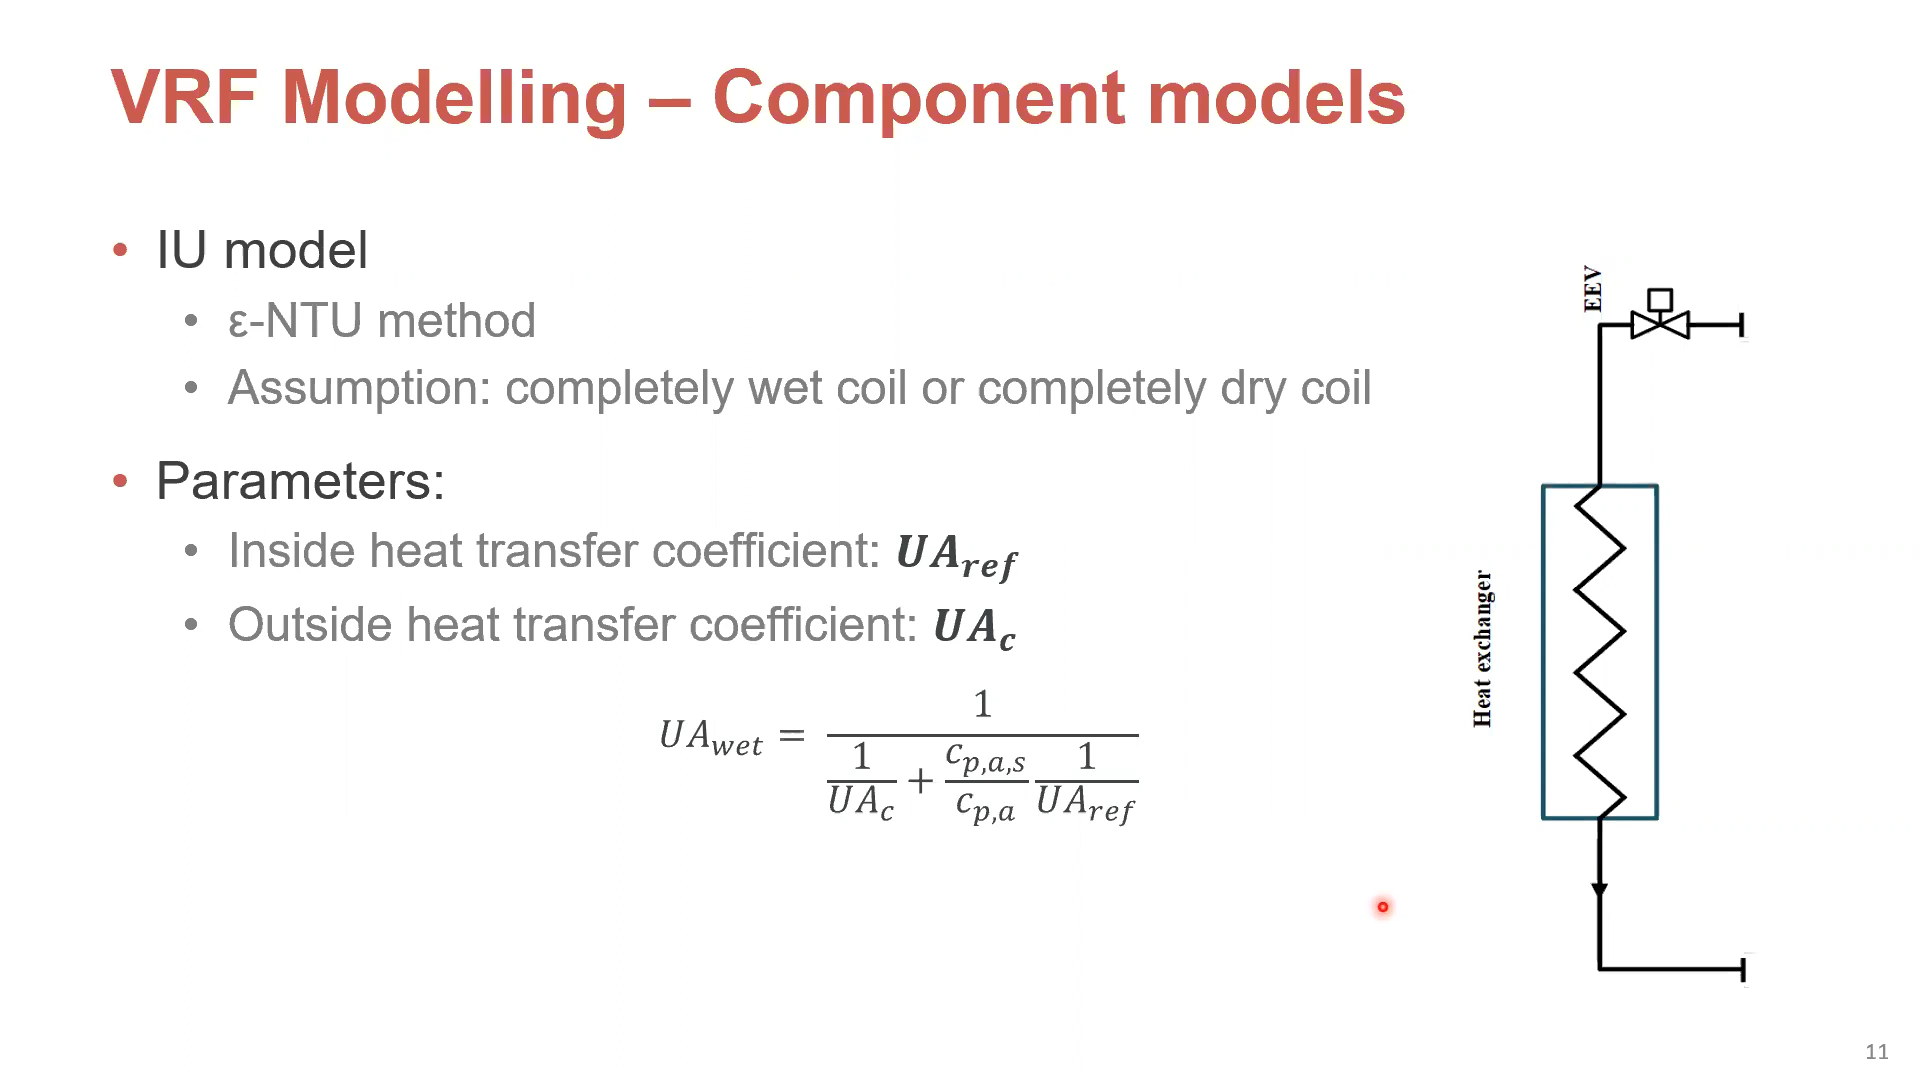 VRF Modelling – Component models
• IU model
• ε-NTU method
• Assumption: completely wet coil or completely dry coil
• Parameters:
• Inside heat transfer coefficient: UA_ref
• Outside heat transfer coefficient: UA_c
UA_wet = 1 / (1/UA_c + c_p,a,s/c_p,a 1/UA_ref)
EEV
Heat exchanger
11